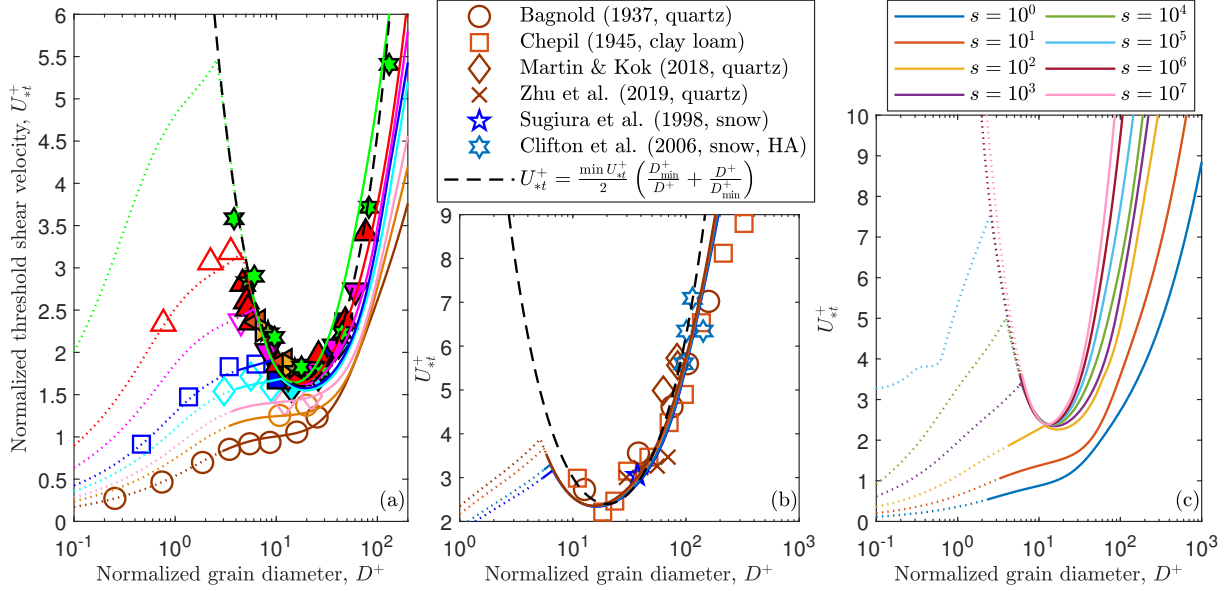 Normalized threshold shear velocity, U⁺*t
6
5.5
5
4.5
4
3.5
3
2.5
2
1.5
1
0.5
0
(a)
10⁻¹ 10⁰ 10¹ 10²
Normalized grain diameter, D⁺
Bagnold (1937, quartz)
Chepil (1945, clay loam)
Martin & Kok (2018, quartz)
Zhu et al. (2019, quartz)
Sugiura et al. (1998, snow)
Clifton et al. (2006, snow, HA)
U⁺*t = min U⁺*t / 2 (D⁺min / D⁺ + D⁺ / D⁺min)
U⁺*t
9
8
7
6
5
4
3
2
(b)
10⁰ 10¹ 10² 10³
Normalized grain diameter, D⁺
s = 10⁰ s = 10⁴
s = 10¹ s = 10⁵
s = 10² s = 10⁶
s = 10³ s = 10⁷
U⁺*t
10
9
8
7
6
5
4
3
2
1
0
(c)
10⁻¹ 10⁰ 10¹ 10² 10³
Normalized grain diameter, D⁺